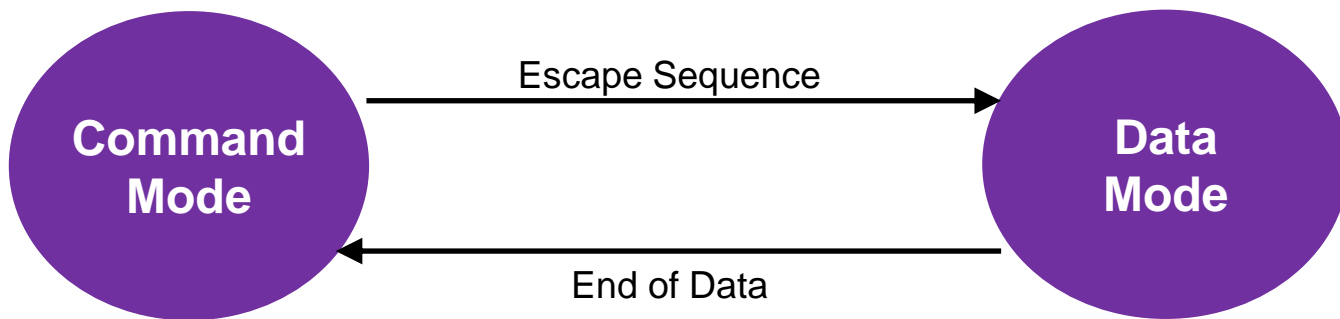 Escape Sequence
Command
Mode
Data
Mode
End of Data